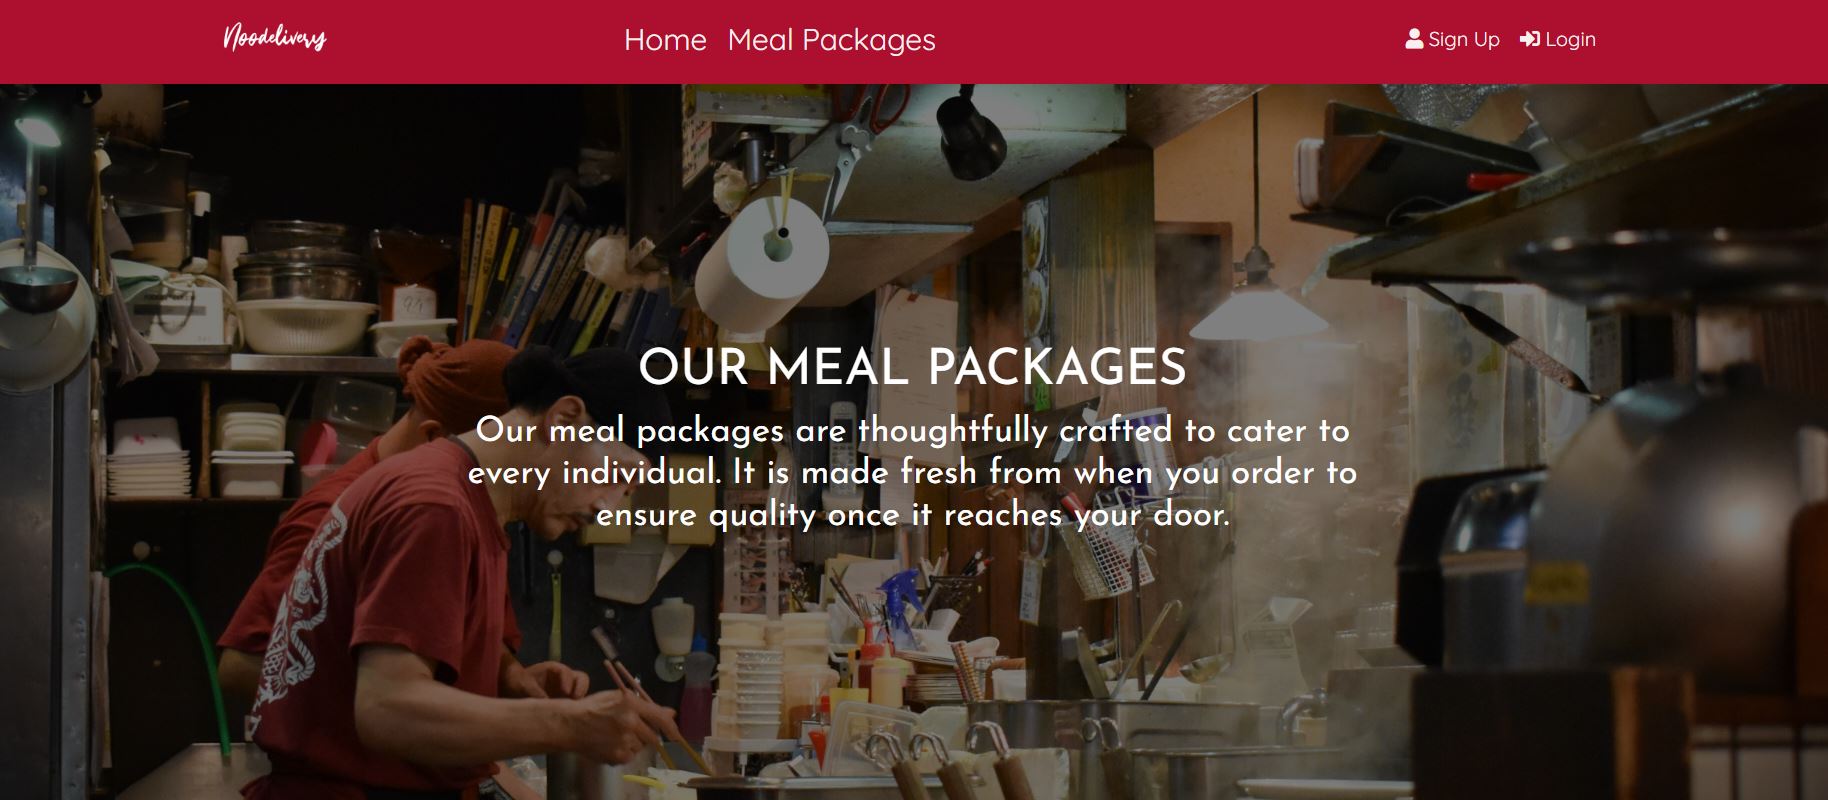 Noodelivery
Home Meal Packages
Sign Up Login
OUR MEAL PACKAGES
Our meal packages are thoughtfully crafted to cater to
every individual. It is made fresh from when you order to
ensure quality once it reaches your door.